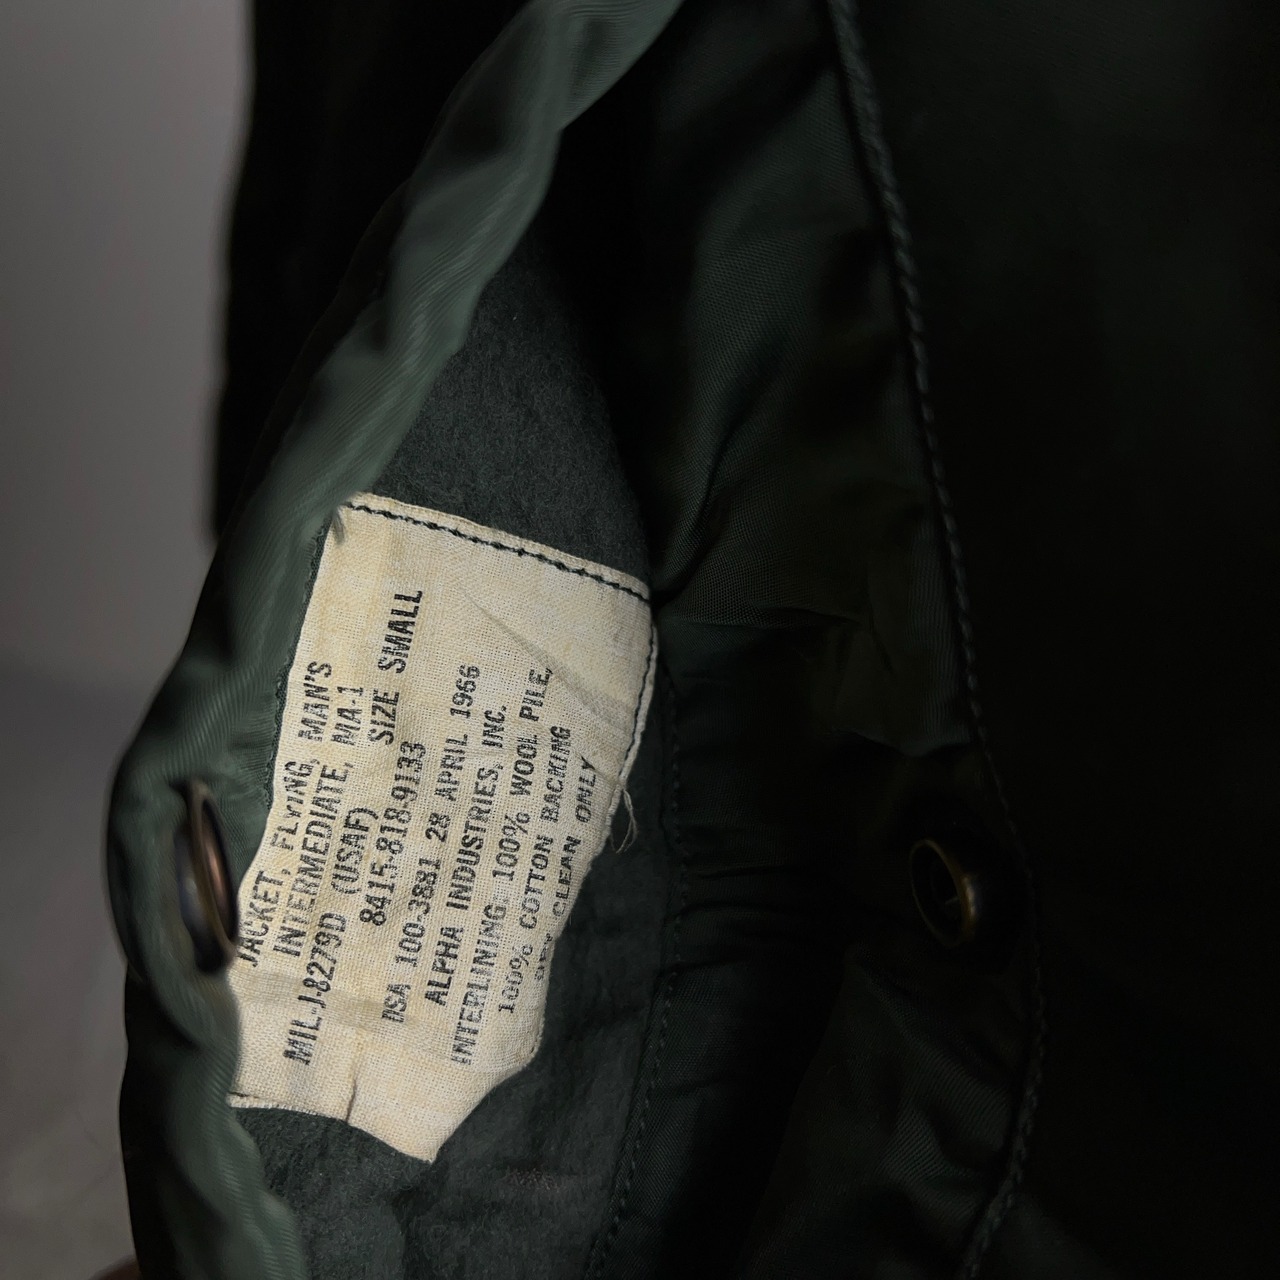 JACKET, FLYING, MAN'S
INTERMEDIATE, MA-1
MIL-J-8279D (USAF) SIZE SMALL
8415-818-9133
DSA 100-3881 28 APRIL 1966
ALPHA INDUSTRIES, INC.
INTERLINING, 100% WOOL PILE,
100% COTTON BACKING
DRY CLEAN ONLY